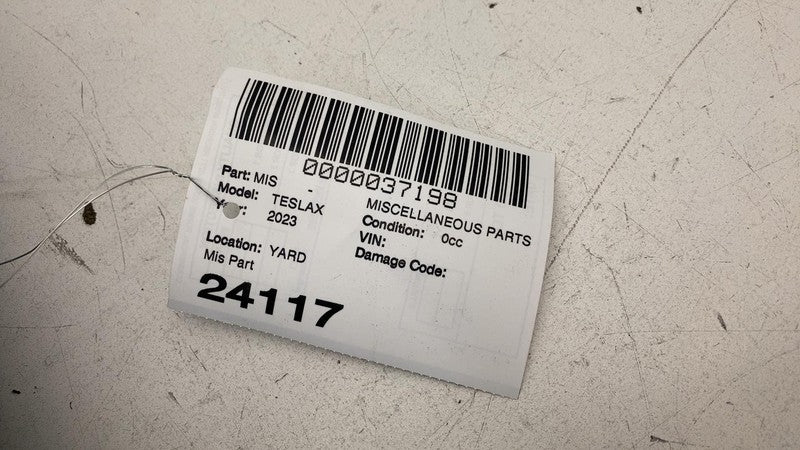 0000037198
Part: MIS - MISCELLANEOUS PARTS
Model: TESLAX Condition: 0cc
2023 VIN:
Location: YARD Damage Code:
Mis Part
24117